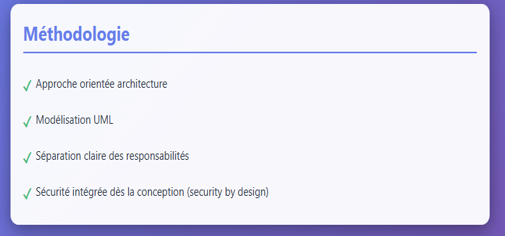 Méthodologie
✓ Approche orientée architecture
✓ Modélisation UML
✓ Séparation claire des responsabilités
✓ Sécurité intégrée dès la conception (security by design)